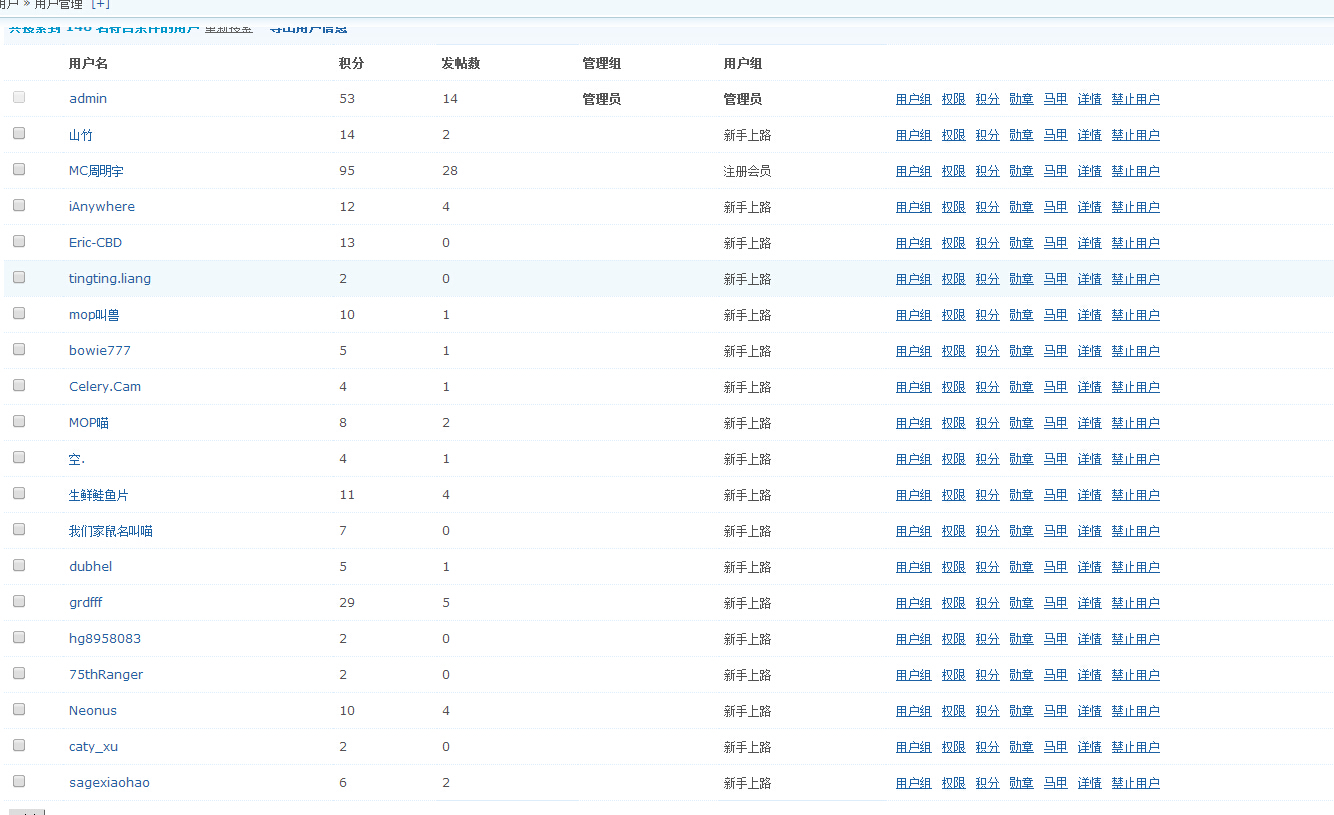 用户 » 用户管理 [+]
共搜索到 148 名符合条件的用户 重新搜索 导出用户信息
用户名 积分 发帖数 管理组 用户组
admin 53 14 管理员 管理员 用户组 权限 积分 勋章 马甲 详情 禁止用户
山竹 14 2 新手上路 用户组 权限 积分 勋章 马甲 详情 禁止用户
MC周明宇 95 28 注册会员 用户组 权限 积分 勋章 马甲 详情 禁止用户
iAnywhere 12 4 新手上路 用户组 权限 积分 勋章 马甲 详情 禁止用户
Eric-CBD 13 0 新手上路 用户组 权限 积分 勋章 马甲 详情 禁止用户
tingting.liang 2 0 新手上路 用户组 权限 积分 勋章 马甲 详情 禁止用户
mop叫兽 10 1 新手上路 用户组 权限 积分 勋章 马甲 详情 禁止用户
bowie777 5 1 新手上路 用户组 权限 积分 勋章 马甲 详情 禁止用户
Celery.Cam 4 1 新手上路 用户组 权限 积分 勋章 马甲 详情 禁止用户
MOP喵 8 2 新手上路 用户组 权限 积分 勋章 马甲 详情 禁止用户
空. 4 1 新手上路 用户组 权限 积分 勋章 马甲 详情 禁止用户
生鲜鲑鱼片 11 4 新手上路 用户组 权限 积分 勋章 马甲 详情 禁止用户
我们家鼠名叫喵 7 0 新手上路 用户组 权限 积分 勋章 马甲 详情 禁止用户
dubhel 5 1 新手上路 用户组 权限 积分 勋章 马甲 详情 禁止用户
grdfff 29 5 新手上路 用户组 权限 积分 勋章 马甲 详情 禁止用户
hg8958083 2 0 新手上路 用户组 权限 积分 勋章 马甲 详情 禁止用户
75thRanger 2 0 新手上路 用户组 权限 积分 勋章 马甲 详情 禁止用户
Neonus 10 4 新手上路 用户组 权限 积分 勋章 马甲 详情 禁止用户
caty_xu 2 0 新手上路 用户组 权限 积分 勋章 马甲 详情 禁止用户
sagexiaohao 6 2 新手上路 用户组 权限 积分 勋章 马甲 详情 禁止用户